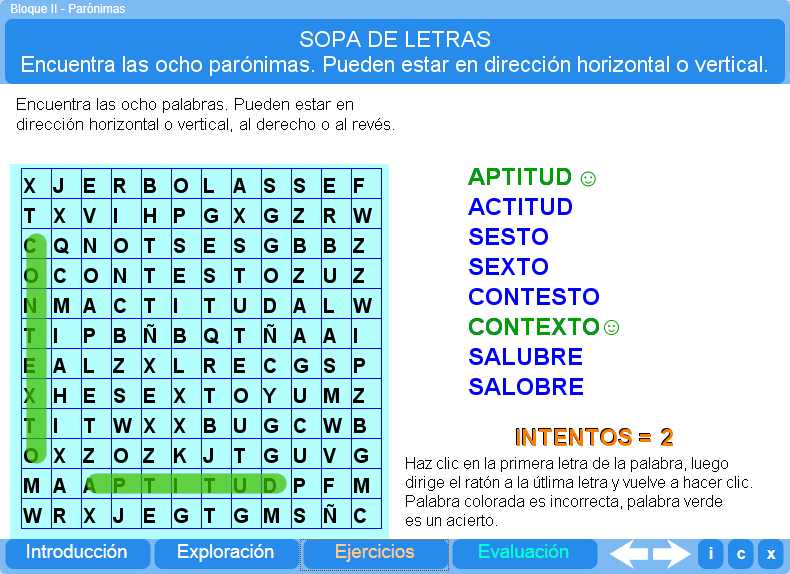 Bloque II - Parónimas
SOPA DE LETRAS
Encuentra las ocho parónimas. Pueden estar en dirección horizontal o vertical.
Encuentra las ocho palabras. Pueden estar en
dirección horizontal o vertical, al derecho o al revés.
X J E R B O L A S S E F
T X V I H P G X G Z R W
C Q N O T S E S G B B Z
O C O N T E S T O Z U Z
N M A C T I T U D A L W
T I P B Ñ B Q T Ñ A A I
E A L Z X L R E C G S P
X H E S E X T O Y U M Z
T I T W X X B U G C W B
O X Z O Z K J T G U V G
M A A P T I T U D P F M
W R X J E G T G M S Ñ C
APTITUD ☺
ACTITUD
SESTO
SEXTO
CONTESTO
CONTEXTO☺
SALUBRE
SALOBRE
INTENTOS = 2
Haz clic en la primera letra de la palabra, luego
dirige el ratón a la útlima letra y vuelve a hacer clic.
Palabra colorada es incorrecta, palabra verde
es un acierto.
Introducción Exploración Ejercicios Evaluación i c x